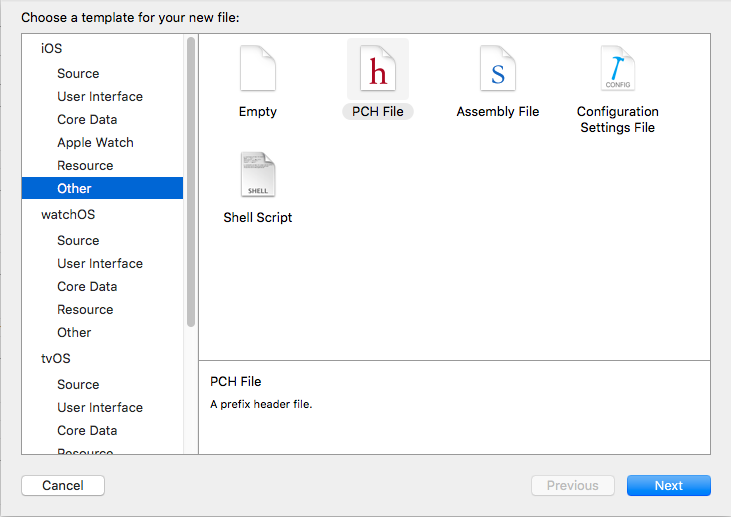 Choose a template for your new file:
iOS
Source
User Interface
Core Data
Apple Watch
Resource
Other
watchOS
Source
User Interface
Core Data
Resource
Other
tvOS
Source
User Interface
Core Data
Resource
h
S
CONFIG
Empty
PCH File
Assembly File
Configuration
Settings File
SHELL
Shell Script
PCH File
A prefix header file.
Cancel
Previous
Next